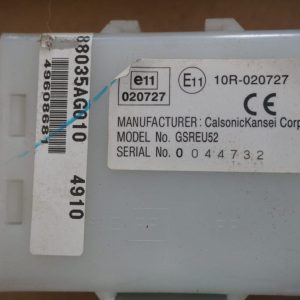 88035AG010 4910
49608681
e11
020727
E11 10R-020727
CE
MANUFACTURER: CalsonicKansei Corp
MODEL No. GSREU52
SERIAL No. 0 044732